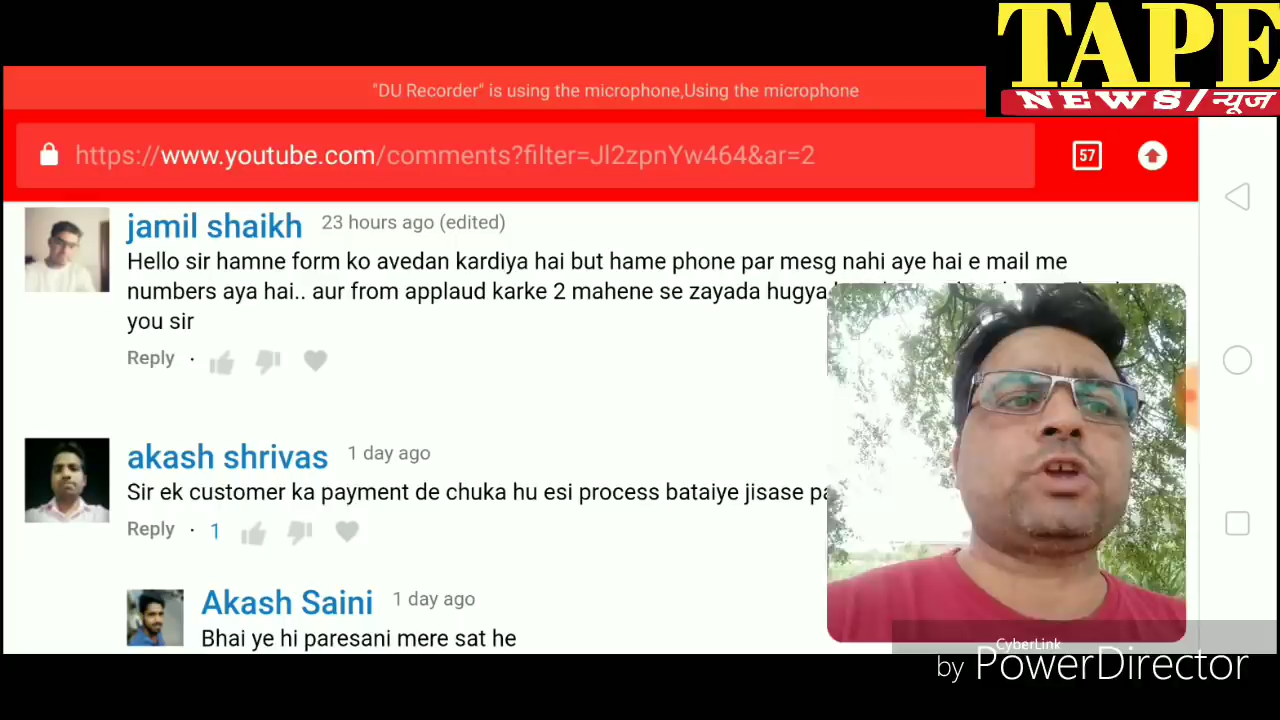 TAPE
NEWS/न्यूज
"DU Recorder" is using the microphone,Using the microphone
https://www.youtube.com/comments?filter=Jl2zpnYw464&ar=2
57
jamil shaikh 23 hours ago (edited)
Hello sir hamne form ko avedan kardiya hai but hame phone par mesg nahi aye hai e mail me
numbers aya hai.. aur from applaud karke 2 mahene se zayada hugya
you sir
Reply ·
akash shrivas 1 day ago
Sir ek customer ka payment de chuka hu esi process bataiye jisase
Reply · 1
Akash Saini 1 day ago
Bhai ye hi paresani mere sat he
CyberLink
by PowerDirector